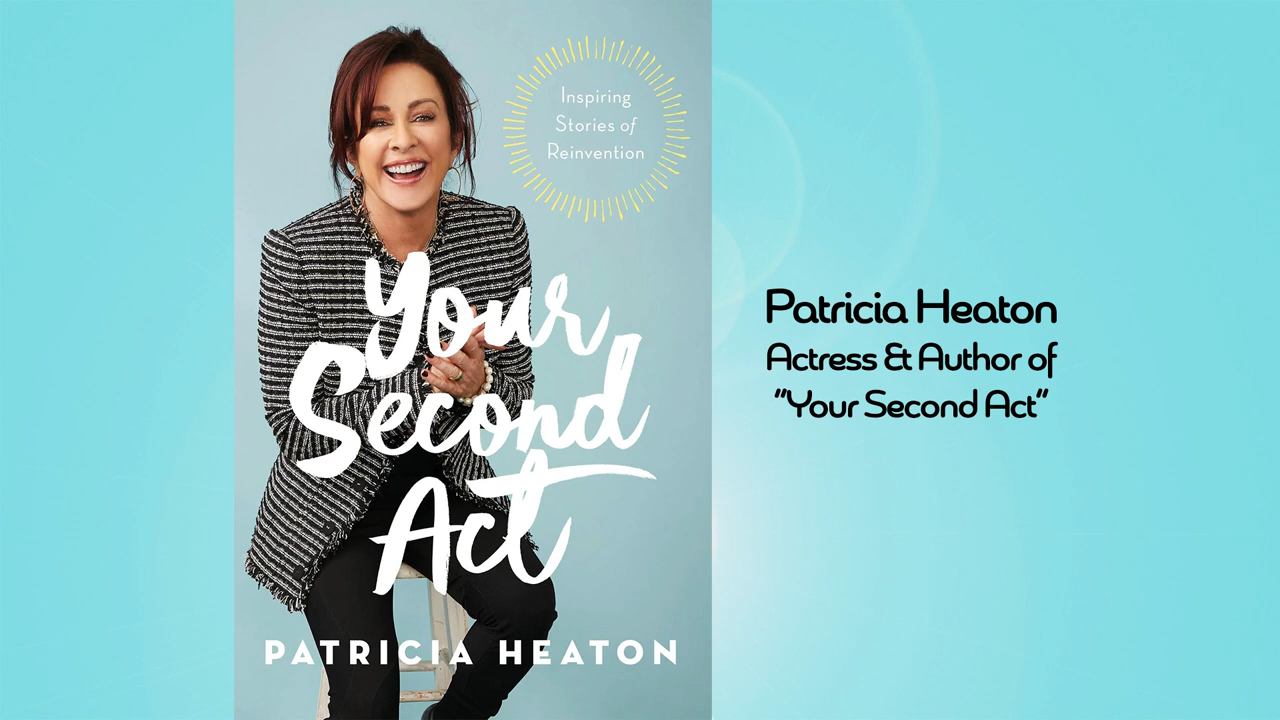 Inspiring
Stories of
Reinvention
Your
Second
Act
PATRICIA HEATON
Patricia Heaton
Actress & Author of
"Your Second Act"